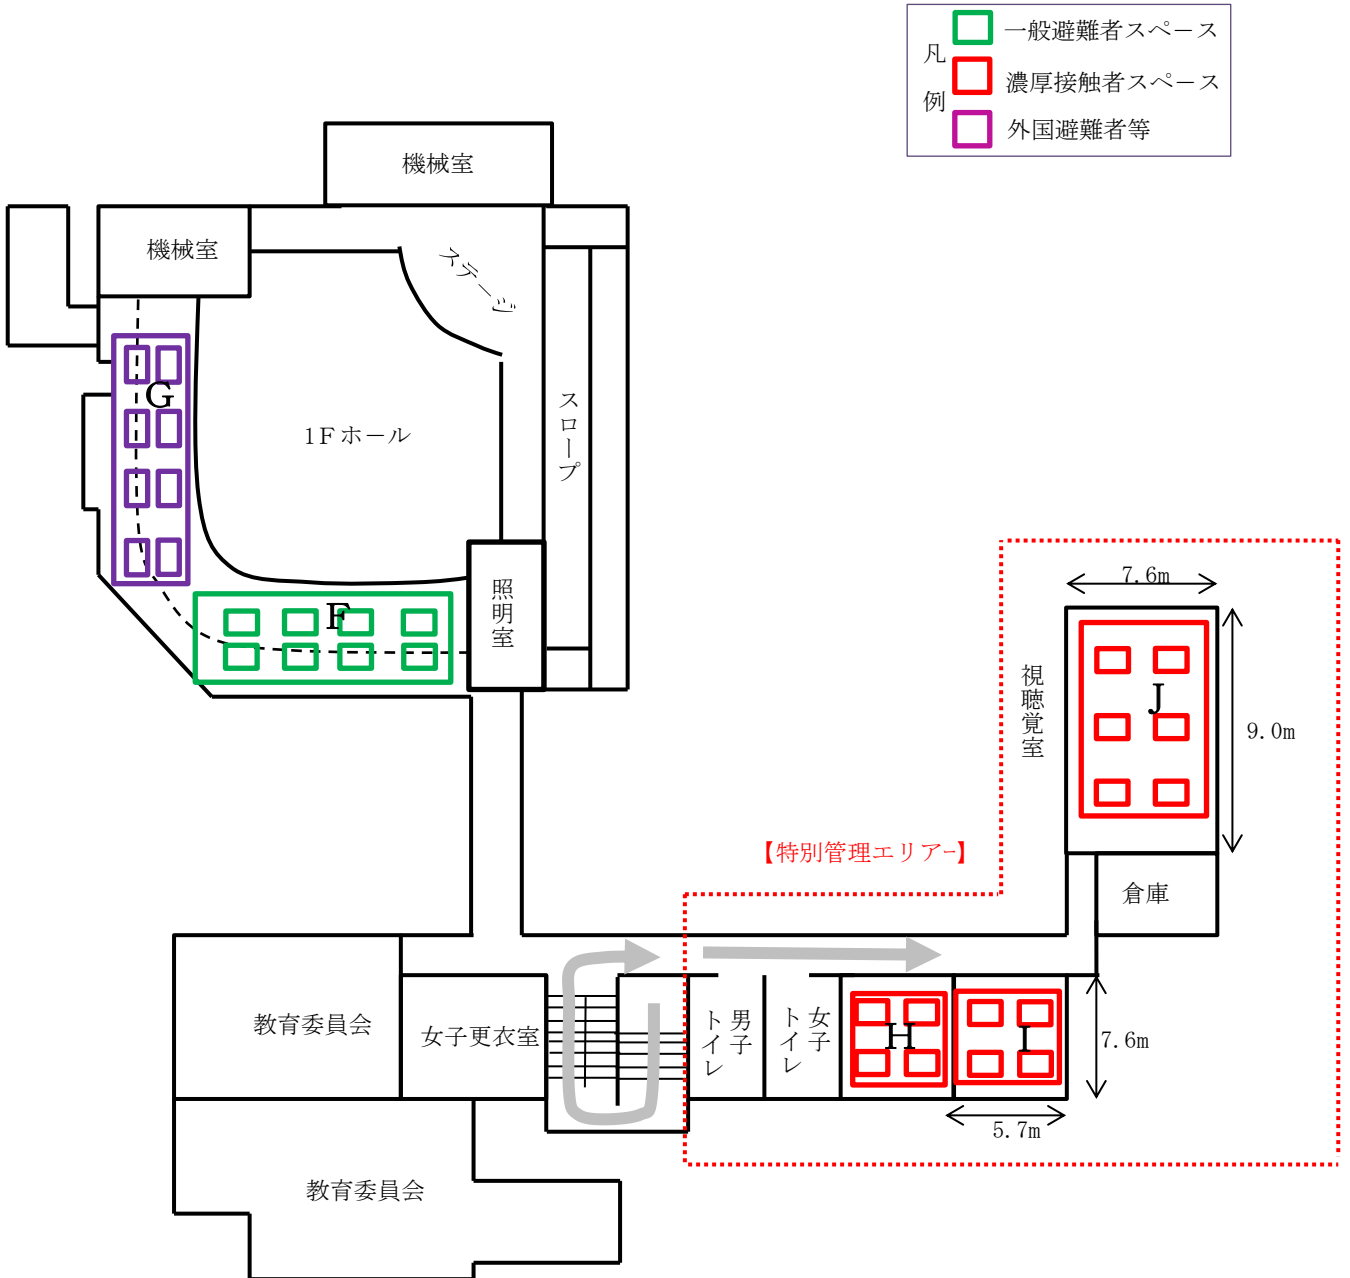 凡例
一般避難者スペース
濃厚接触者スペース
外国避難者等
機械室
機械室
ステージ
G
1Fホール
スロープ
F
照明室
7.6m
視聴覚室
J
9.0m
【特別管理エリアー】
倉庫
教育委員会
女子更衣室
男子トイレ
女子トイレ
H
I
7.6m
5.7m
教育委員会